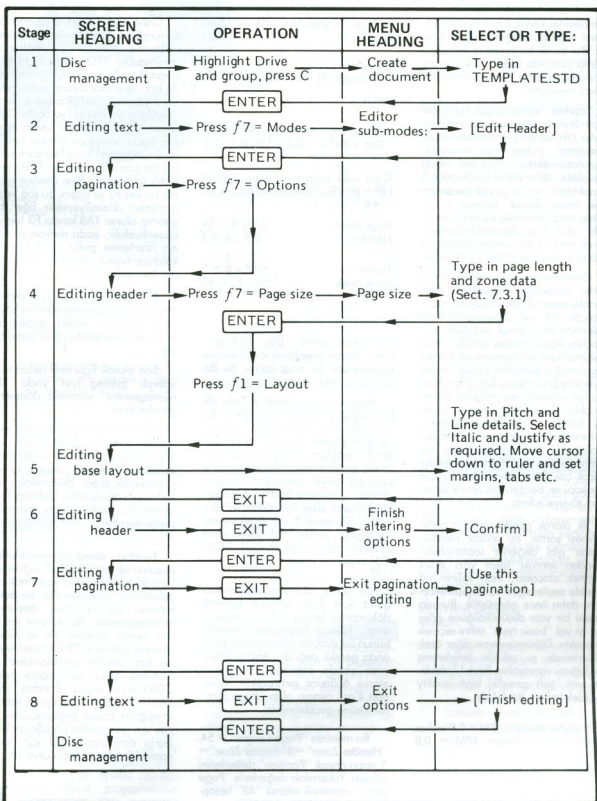 Stage SCREEN HEADING OPERATION MENU HEADING SELECT OR TYPE:
1 Disc management Highlight Drive and group, press C Create document Type in TEMPLATE.STD
ENTER
2 Editing text Press f7 = Modes Editor sub-modes: [Edit Header]
ENTER
3 Editing pagination Press f7 = Options
4 Editing header Press f7 = Page size Page size Type in page length and zone data (Sect. 7.3.1)
ENTER
Press f1 = Layout
5 Editing base layout Type in Pitch and Line details. Select Italic and Justify as required. Move cursor down to ruler and set margins, tabs etc.
EXIT
6 Editing header EXIT Finish altering options [Confirm]
ENTER
7 Editing pagination EXIT Exit pagination editing [Use this pagination]
ENTER
8 Editing text EXIT Exit options [Finish editing]
ENTER
Disc management